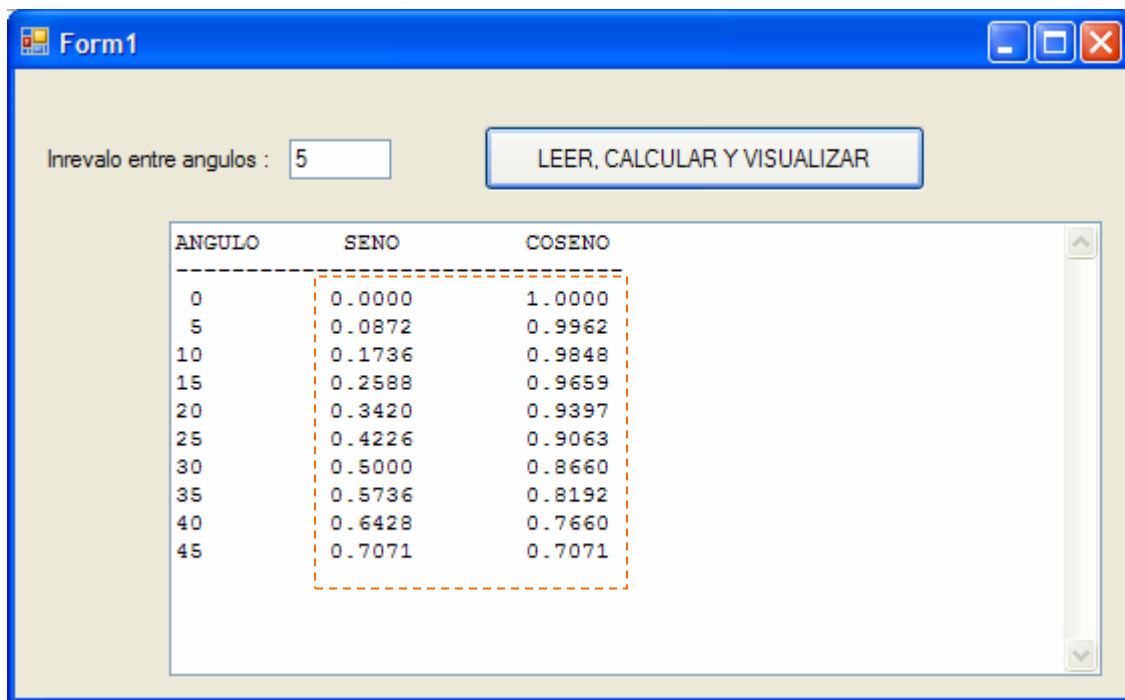 Form1
Inrevalo entre angulos : 5 LEER, CALCULAR Y VISUALIZAR
ANGULO SENO COSENO
--------------------------------
0 0.0000 1.0000
5 0.0872 0.9962
10 0.1736 0.9848
15 0.2588 0.9659
20 0.3420 0.9397
25 0.4226 0.9063
30 0.5000 0.8660
35 0.5736 0.8192
40 0.6428 0.7660
45 0.7071 0.7071